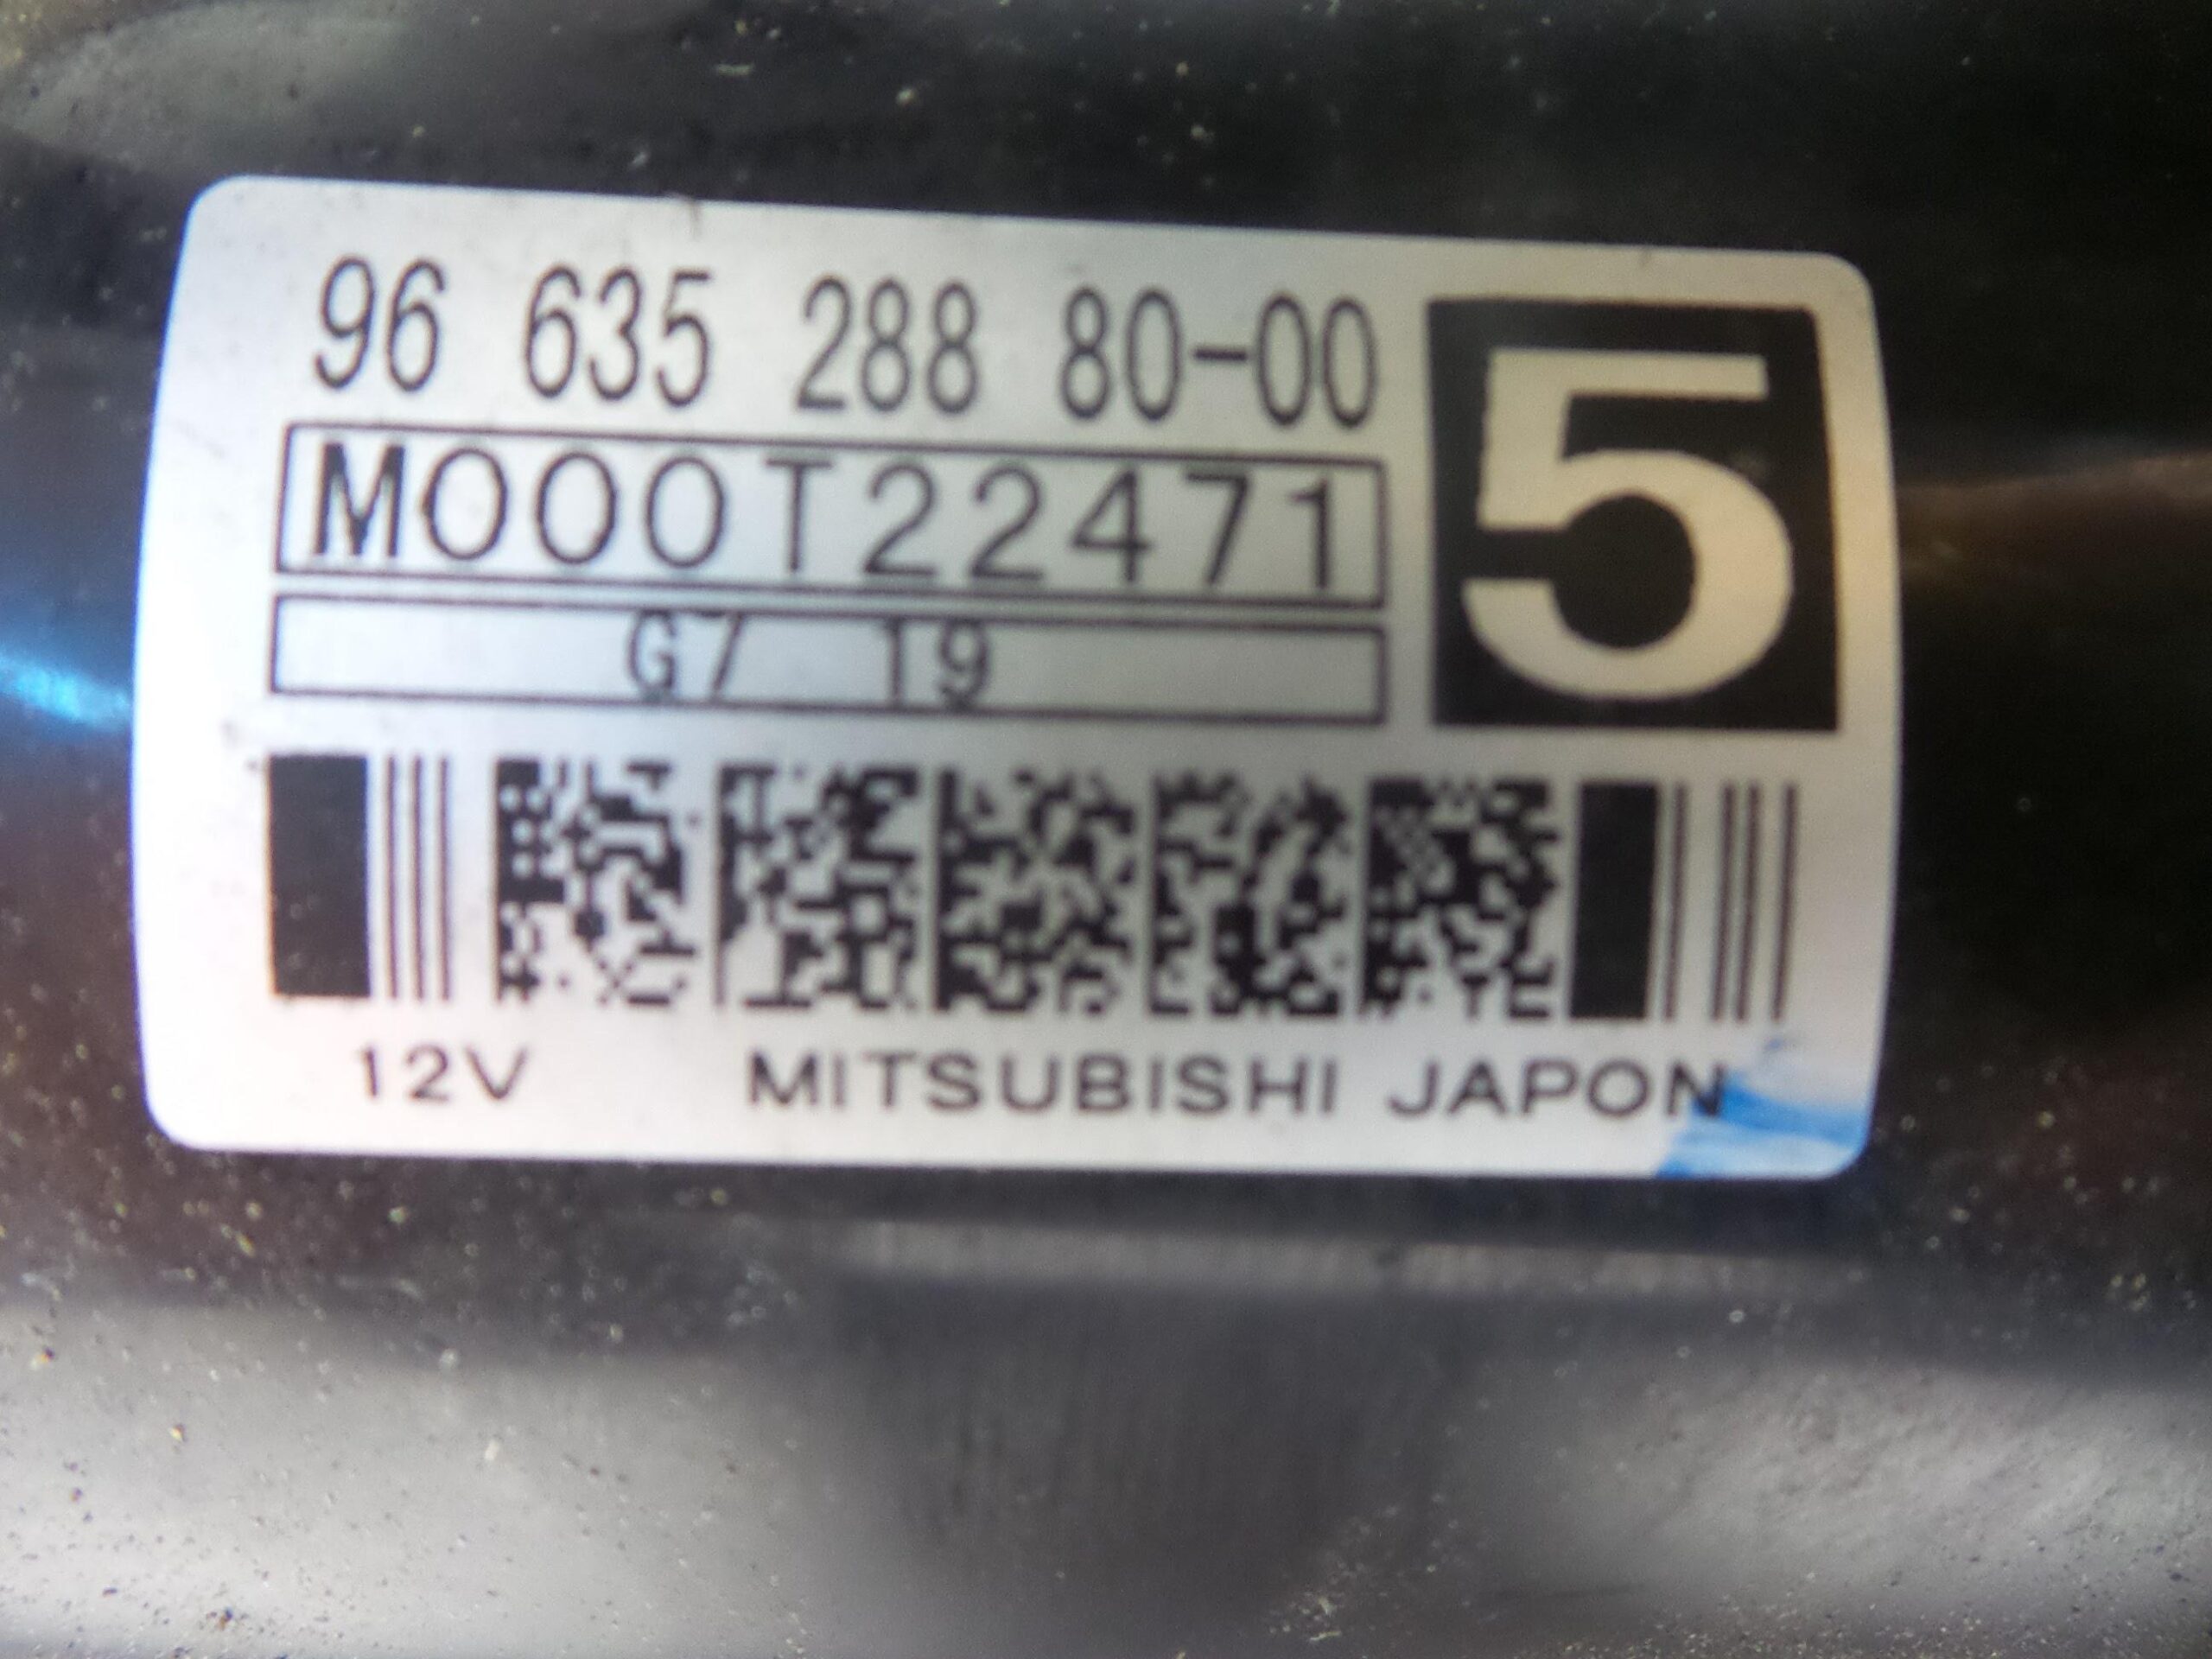 96 635 288 80-00
5
M000T22471
G7 19
12V MITSUBISHI JAPON